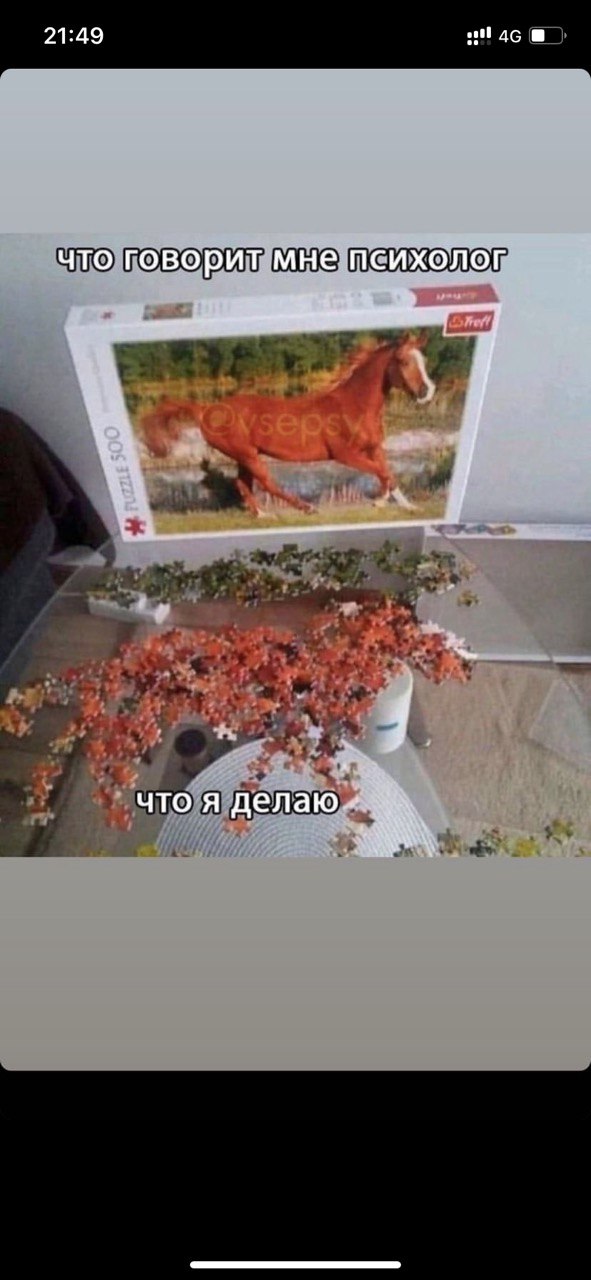 21:49
4G
что говорит мне психолог
Trefl
@vsepsy
PUZZLE 500
что я делаю